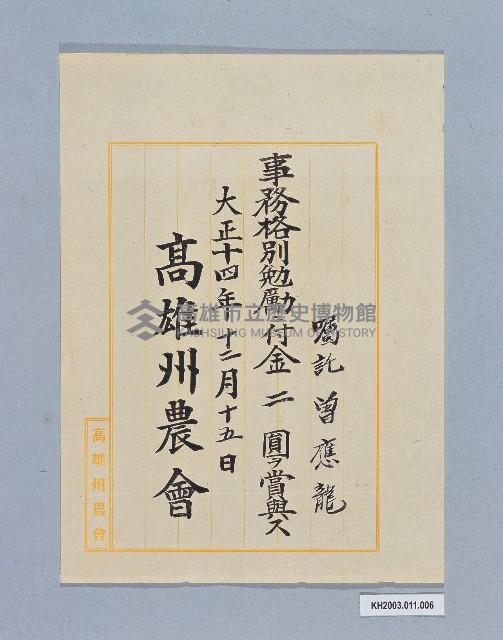 囑託 曾應龍
事務格別勉勵ニ付金 二 圓ヲ賞與ス
大正十四年十二月十五日
高雄州農會
高雄州農會
高雄市立歷史博物館
KAOHSIUNG MUSEUM OF HISTORY
KH2003.011.006